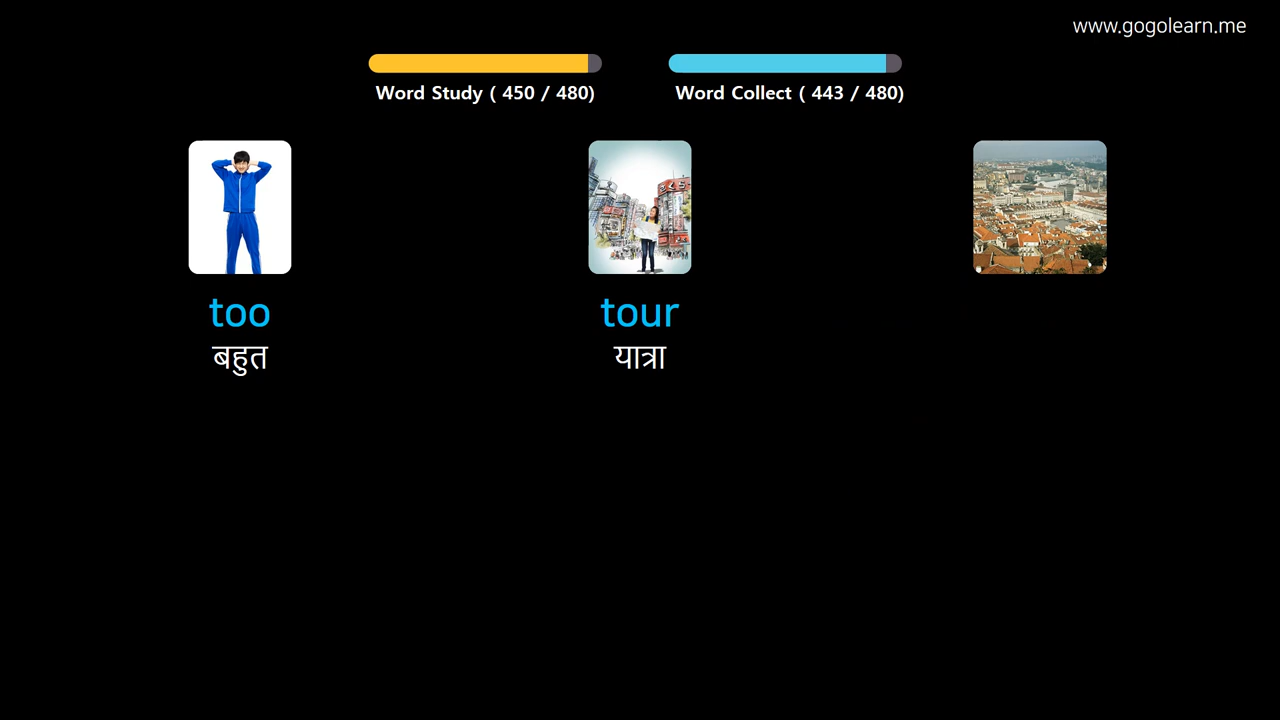 www.gogolearn.me
Word Study ( 450 / 480)
Word Collect ( 443 / 480)
too
बहुत
tour
यात्रा